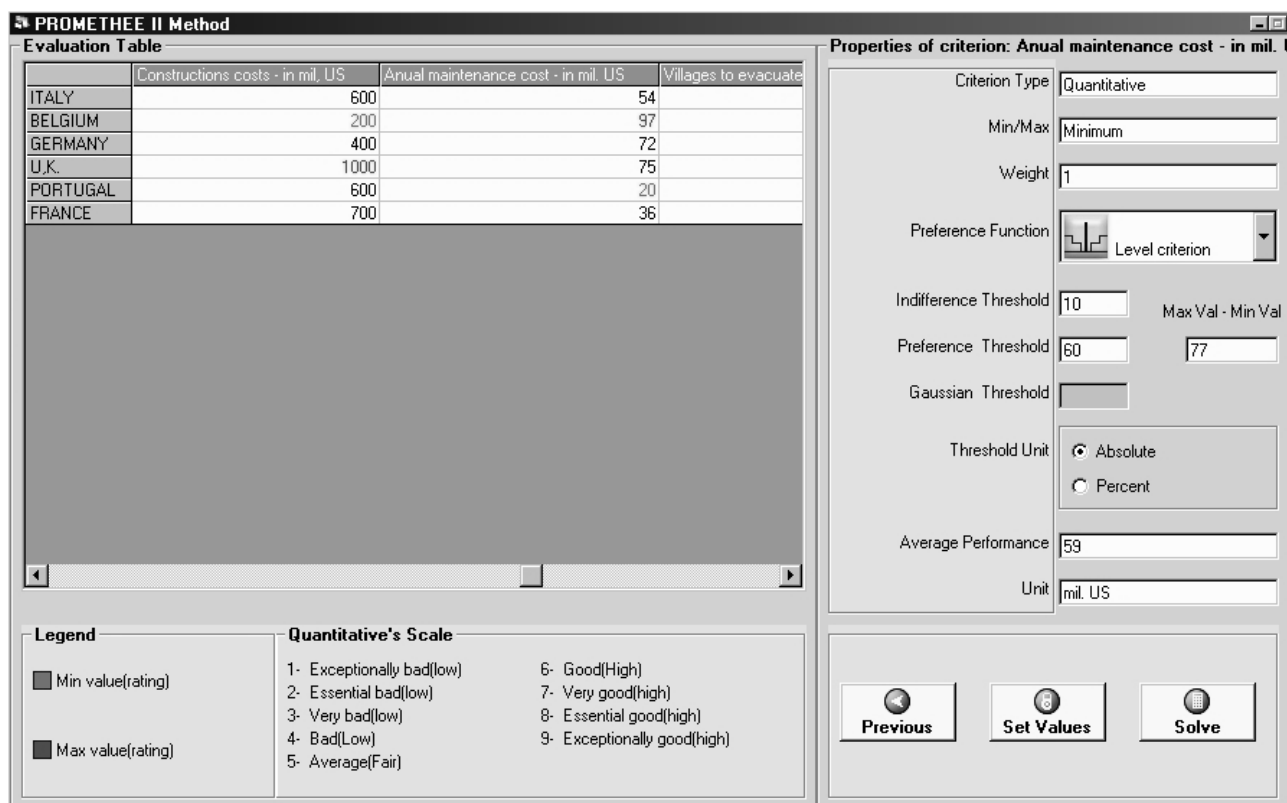 PROMETHEE II Method
Evaluation Table
Constructions costs - in mil, US Anual maintenance cost - in mil. US Villages to evacuate
ITALY 600 54
BELGIUM 200 97
GERMANY 400 72
U,K. 1000 75
PORTUGAL 600 20
FRANCE 700 36
Legend
Min value(rating)
Max value(rating)
Quantitative's Scale
1- Exceptionally bad(low)
2- Essential bad(low)
3- Very bad(low)
4- Bad(Low)
5- Average(Fair)
6- Good(High)
7- Very good(high)
8- Essential good(high)
9- Exceptionally good(high)
Properties of criterion: Anual maintenance cost - in mil.
Criterion Type Quantitative
Min/Max Minimum
Weight 1
Preference Function Level criterion
Indifference Threshold 10 Max Val - Min Val
Preference Threshold 60 77
Gaussian Threshold
Threshold Unit Absolute
Percent
Average Performance 59
Unit mil. US
Previous Set Values Solve